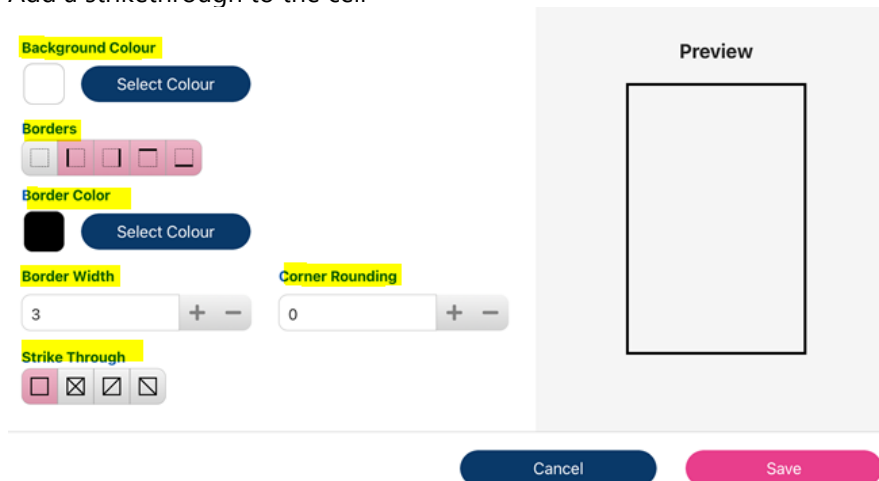 Add a strikethrough to the cell
Background Colour
Select Colour
Borders
Border Color
Select Colour
Border Width
Corner Rounding
3
0
Strike Through
Preview
Cancel
Save